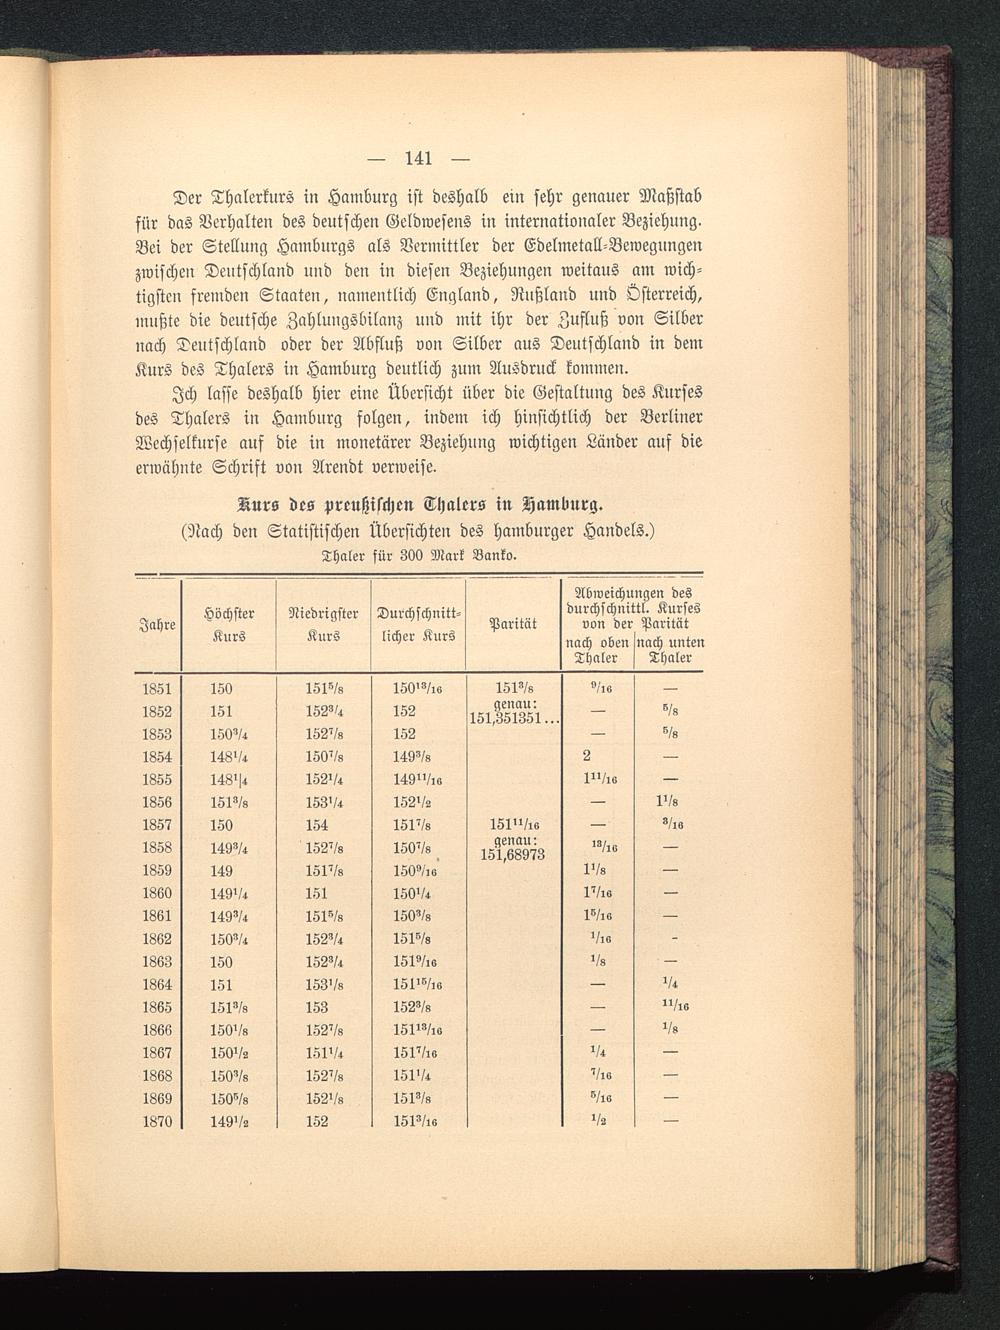 — 141 —
Der Thalerkurs in Hamburg ist deshalb ein sehr genauer Maßstab
für das Verhalten des deutschen Geldwesens in internationaler Beziehung.
Bei der Stellung Hamburgs als Vermittler der Edelmetall-Bewegungen
zwischen Deutschland und den in diesen Beziehungen weitaus am wich-
tigsten fremden Staaten, namentlich England, Rußland und Österreich,
mußte die deutsche Zahlungsbilanz und mit ihr der Zufluß von Silber
nach Deutschland oder der Abfluß von Silber aus Deutschland in dem
Kurs des Thalers in Hamburg deutlich zum Ausdruck kommen.
Ich lasse deshalb hier eine Übersicht über die Gestaltung des Kurses
des Thalers in Hamburg folgen, indem ich hinsichtlich der Berliner
Wechselkurse auf die in monetärer Beziehung wichtigen Länder auf die
erwähnte Schrift von Arendt verweise.
Kurs des preußischen Thalers in Hamburg.
(Nach den Statistischen Übersichten des hamburger Handels.)
Thaler für 300 Mark Banko.
Jahre Höchster Kurs Niedrigster Kurs Durchschnitt-licher Kurs Parität Abweichungen des durchschnittl. Kurses von der Parität
nach oben Thaler nach unten Thaler
1851 150 151⁵/₈ 150¹³/₁₆ 151³/₈ ⁹/₁₆ —
1852 151 152³/₄ 152 genau: 151,351351... — ⁵/₈
1853 150³/₄ 152⁷/₈ 152 — ⁵/₈
1854 148¹/₄ 150⁷/₈ 149³/₈ 2 —
1855 148¹|₄ 152¹/₄ 149¹¹/₁₆ 1¹¹/₁₆ —
1856 151³/₈ 153¹/₄ 152¹/₂ — 1¹/₈
1857 150 154 151⁷/₈ 151¹¹/₁₆ — ³/₁₆
1858 149³/₄ 152⁷/₈ 150⁷/₈ genau: 151,68973 ¹³/₁₆ —
1859 149 151⁷/₈ 150⁹/₁₆ 1¹/₈ —
1860 149¹/₄ 151 150¹/₄ 1⁷/₁₆ —
1861 149³/₄ 151⁵/₈ 150³/₈ 1⁵/₁₆ —
1862 150³/₄ 152³/₄ 151⁵/₈ ¹/₁₆ -
1863 150 152³/₄ 151⁹/₁₆ ¹/₈ —
1864 151 153¹/₈ 151¹⁵/₁₆ — ¹/₄
1865 151³/₈ 153 152³/₈ — ¹¹/₁₆
1866 150¹/₈ 152⁷/₈ 151¹³/₁₆ — ¹/₈
1867 150¹/₂ 151¹/₄ 151⁷/₁₆ ¹/₄ —
1868 150³/₈ 152⁷/₈ 151¹/₄ ⁷/₁₆ —
1869 150⁵/₈ 152¹/₈ 151³/₈ ⁵/₁₆ —
1870 149¹/₂ 152 151³/₁₆ ¹/₂ —